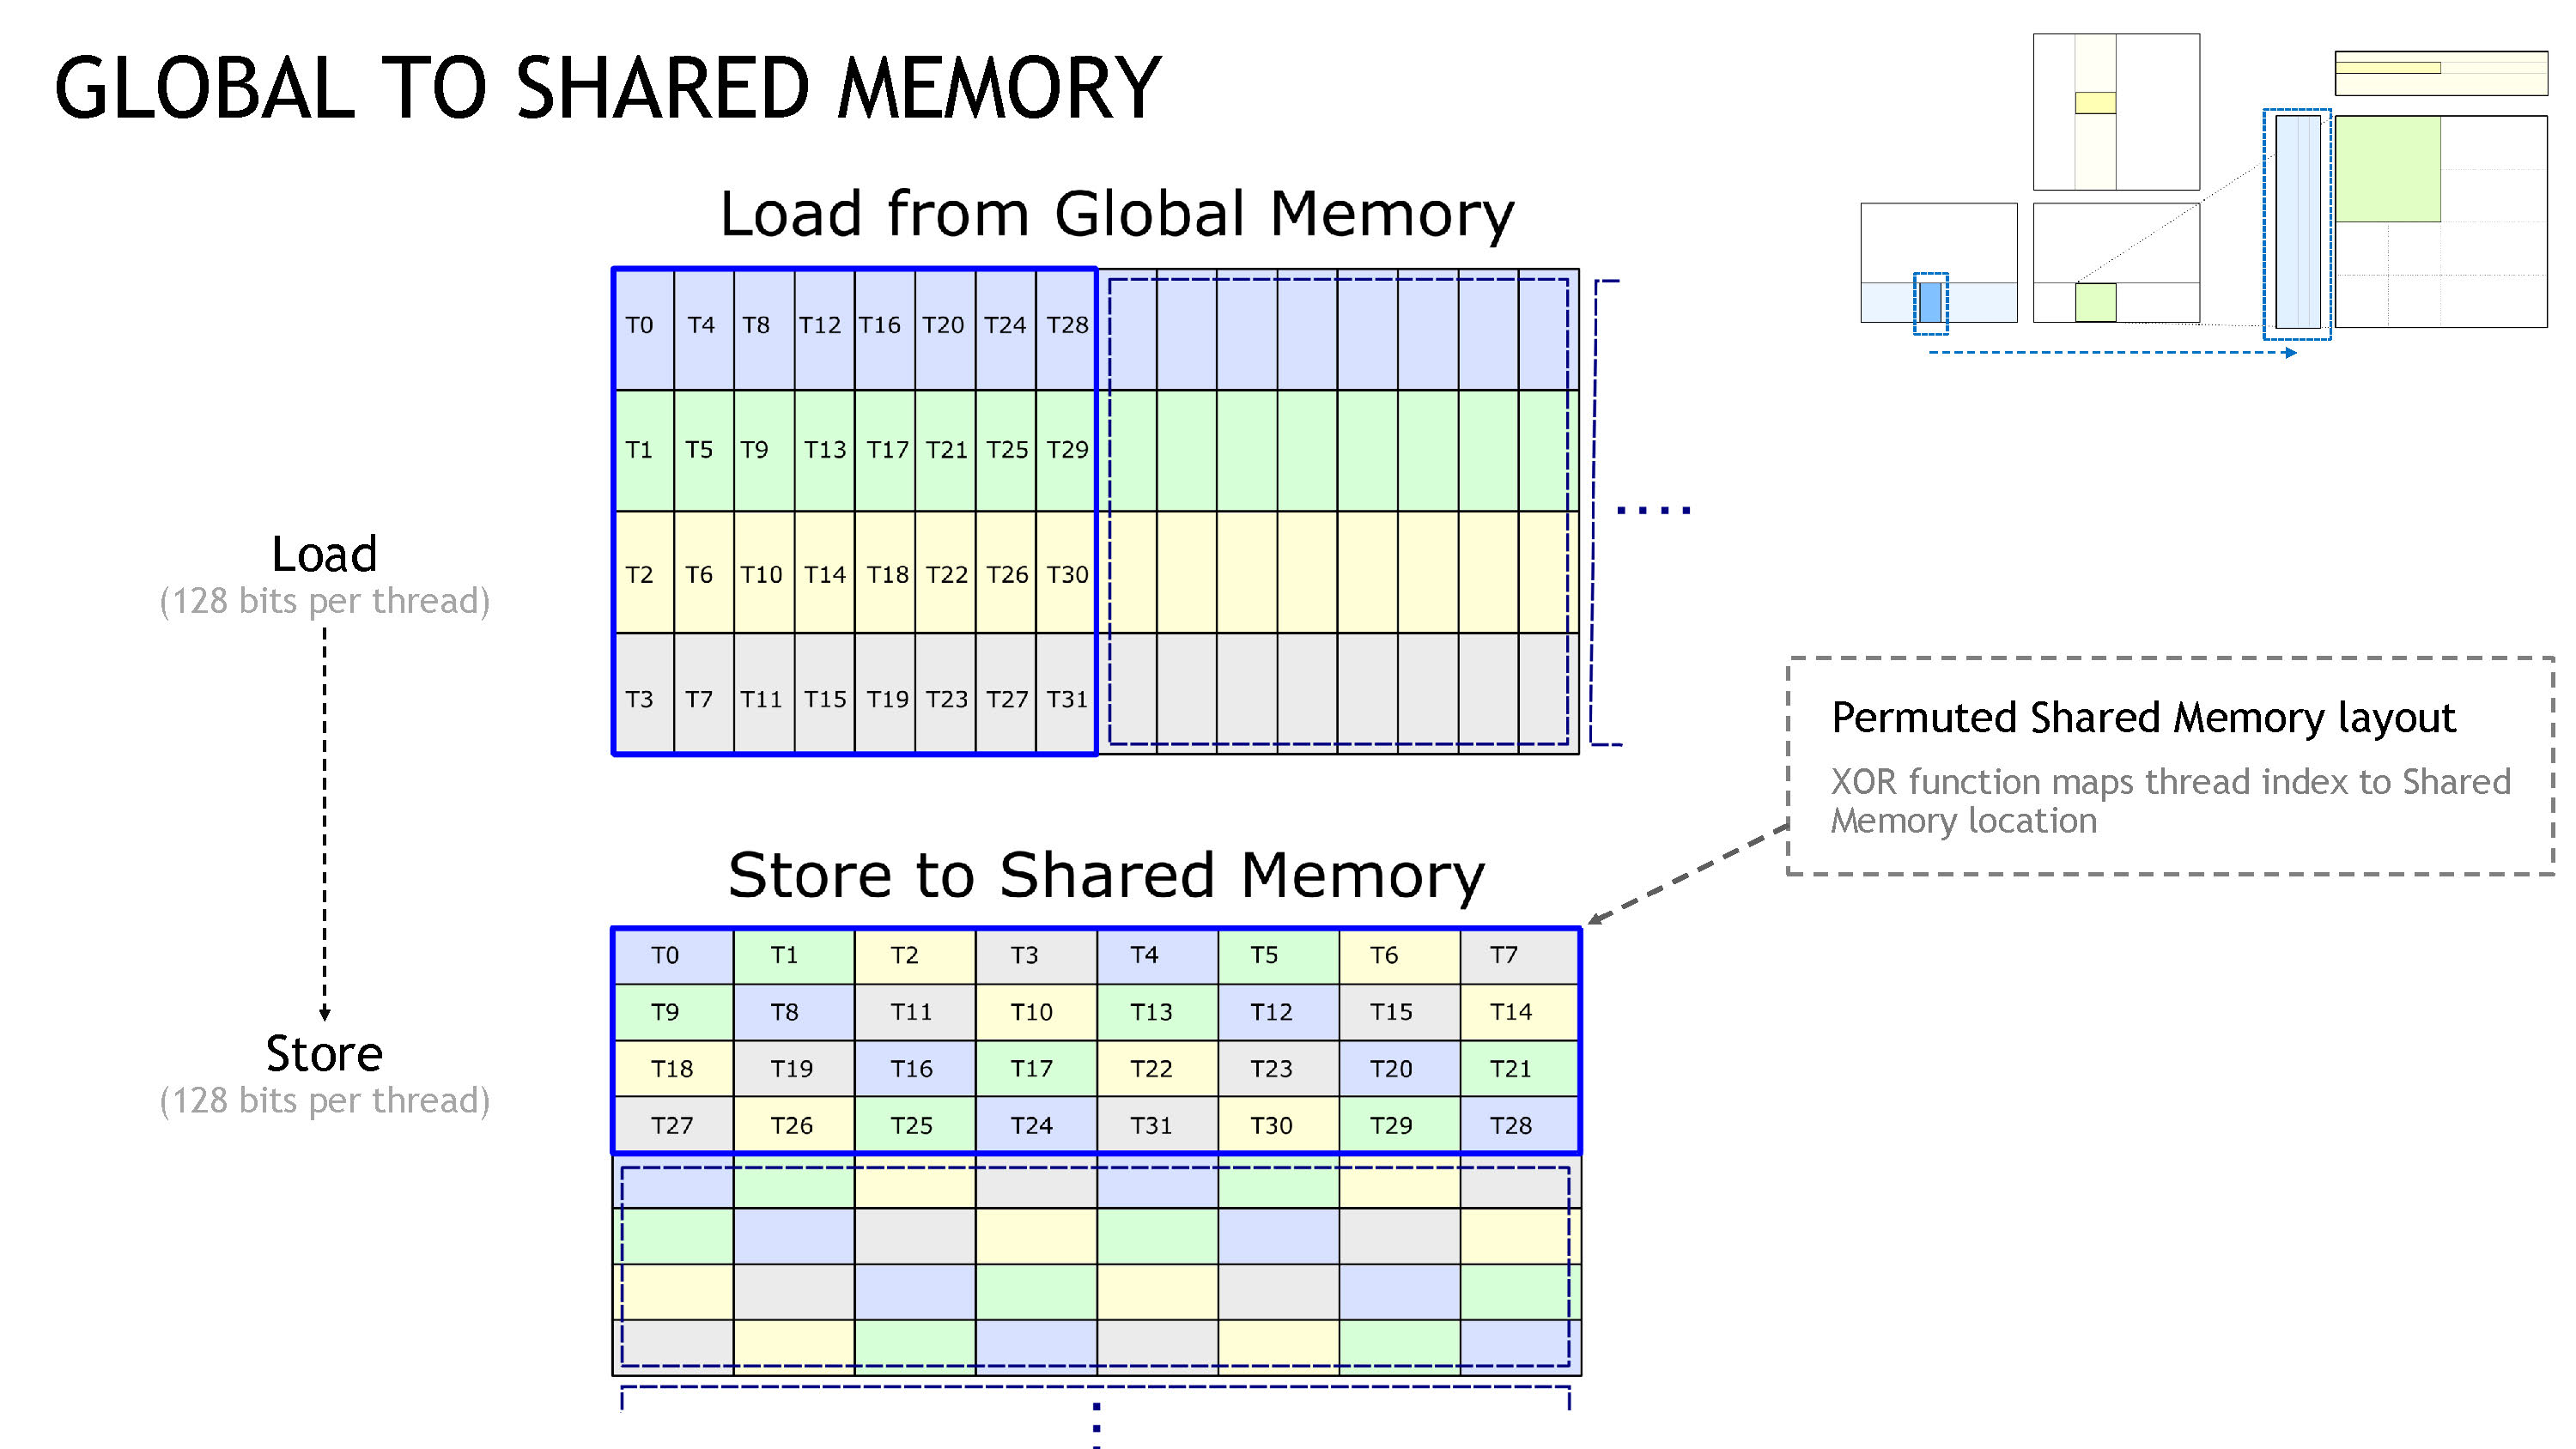 GLOBAL TO SHARED MEMORY
Load from Global Memory
T0 T4 T8 T12 T16 T20 T24 T28
T1 T5 T9 T13 T17 T21 T25 T29
T2 T6 T10 T14 T18 T22 T26 T30
T3 T7 T11 T15 T19 T23 T27 T31
Load
(128 bits per thread)
Permuted Shared Memory layout
XOR function maps thread index to Shared
Memory location
Store to Shared Memory
T0 T1 T2 T3 T4 T5 T6 T7
T9 T8 T11 T10 T13 T12 T15 T14
T18 T19 T16 T17 T22 T23 T20 T21
T27 T26 T25 T24 T31 T30 T29 T28
Store
(128 bits per thread)